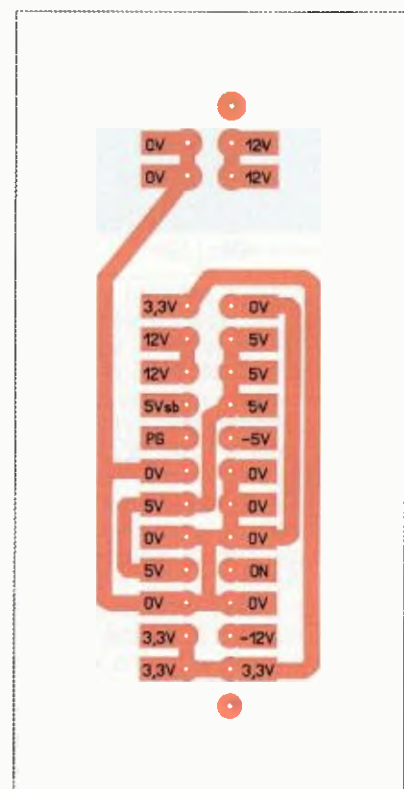 0V 12V
0V 12V
3,3V 0V
12V 5V
12V 5V
5Vsb 5V
PG -5V
0V 0V
5V 0V
0V 0V
5V ON
0V 0V
3,3V -12V
3,3V 3,3V